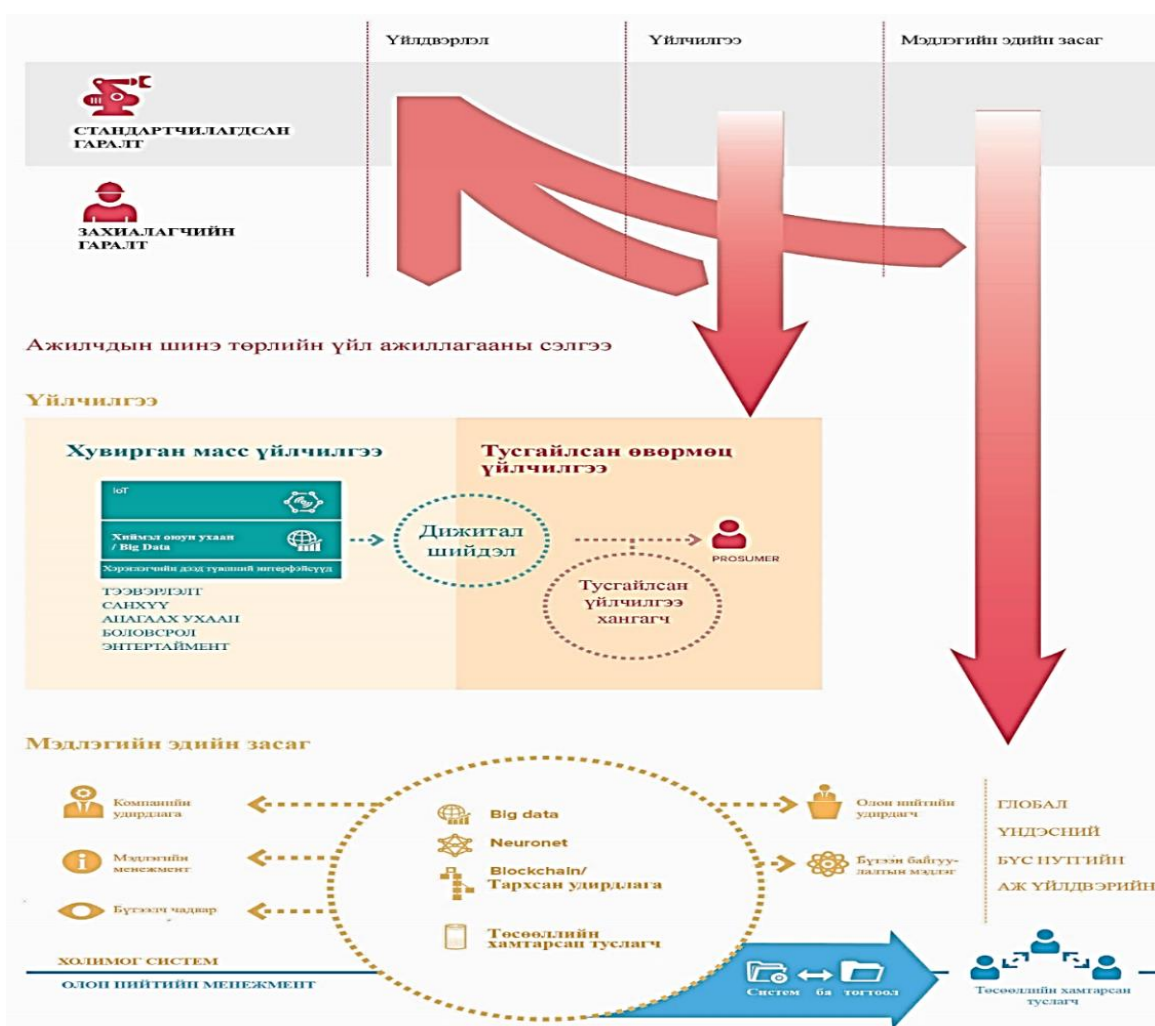 Үйлдвэрлэл
Үйлчилгээ
Мэдлэгийн эдийн засаг
СТАНДАРТЧИЛАГДСАН
ГАРАЛТ
ЗАХИАЛАГЧИЙН
ГАРАЛТ
Ажилчдын шинэ төрлийн үйл ажиллагааны сэлгээ
Үйлчилгээ
Хувирган масс үйлчилгээ
IoT
Хиймэл оюун ухаан
/ Big Data
Хэрэглэгчийн дээд түвшний интерфэйсүүд
ТЭЭВЭРЛЭЛТ
САНХҮҮ
АНАГААХ УХААН
БОЛОВСРОЛ
ЭНТЕРТАЙМЕНТ
Дижитал
шийдэл
Тусгайлсан өвөрмөц
үйлчилгээ
PROSUMER
Тусгайлсан
үйлчилгээ
хангагч
Мэдлэгийн эдийн засаг
Компанийн
удирдлага
Мэдлэгийн
менежмент
Бүтээлч чадвар
Big data
Neuronet
Blockchain/
Тархсан удирдлага
Төсөөллийн
хамтарсан туслагч
Олон нийтийн
удирдагч
Бүтээн байгуу-
лалтын мэдлэг
ГЛОБАЛ
ҮНДЭСНИЙ
БҮС НУТГИЙН
АЖ ҮЙЛДВЭРИЙН
ХОЛИМОГ СИСТЕМ
ОЛОН НИЙТИЙН МЕНЕЖМЕНТ
Систем ба тогтоол
Төсөөллийн хамтарсан
туслагч